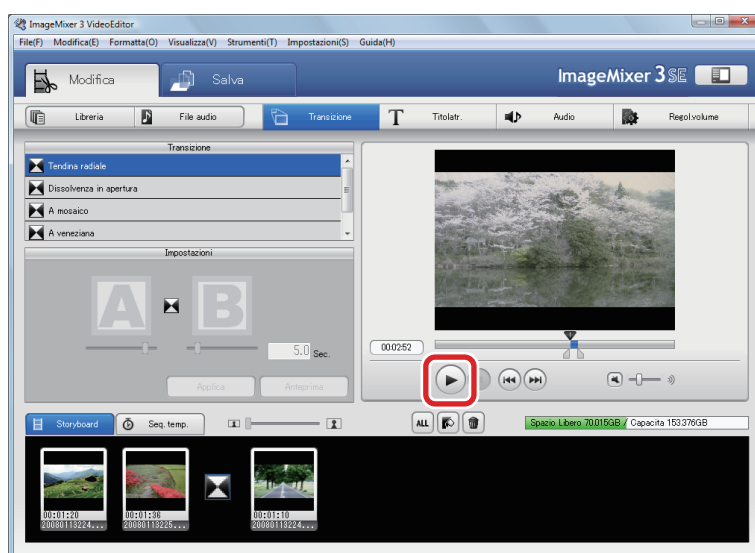 ImageMixer 3 VideoEditor
File(F) Modifica(E) Formatta(O) Visualizza(V) Strumenti(T) Impostazioni(S) Guida(H)
Modifica Salva ImageMixer 3 SE
Libreria File audio Transizione T Titolatr. Audio Regol.volume
Transizione
Tendina radiale
Dissolvenza in apertura
A mosaico
A veneziana
Impostazioni
A B
5.0 Sec.
Applica Anteprima
00:02:52
Storyboard Seq. temp. ALL Spazio Libero 70.015GB / Capacita 153.376GB
00:01:20 00:01:36 00:01:10
20080113224... 20080113225... 20080113224...